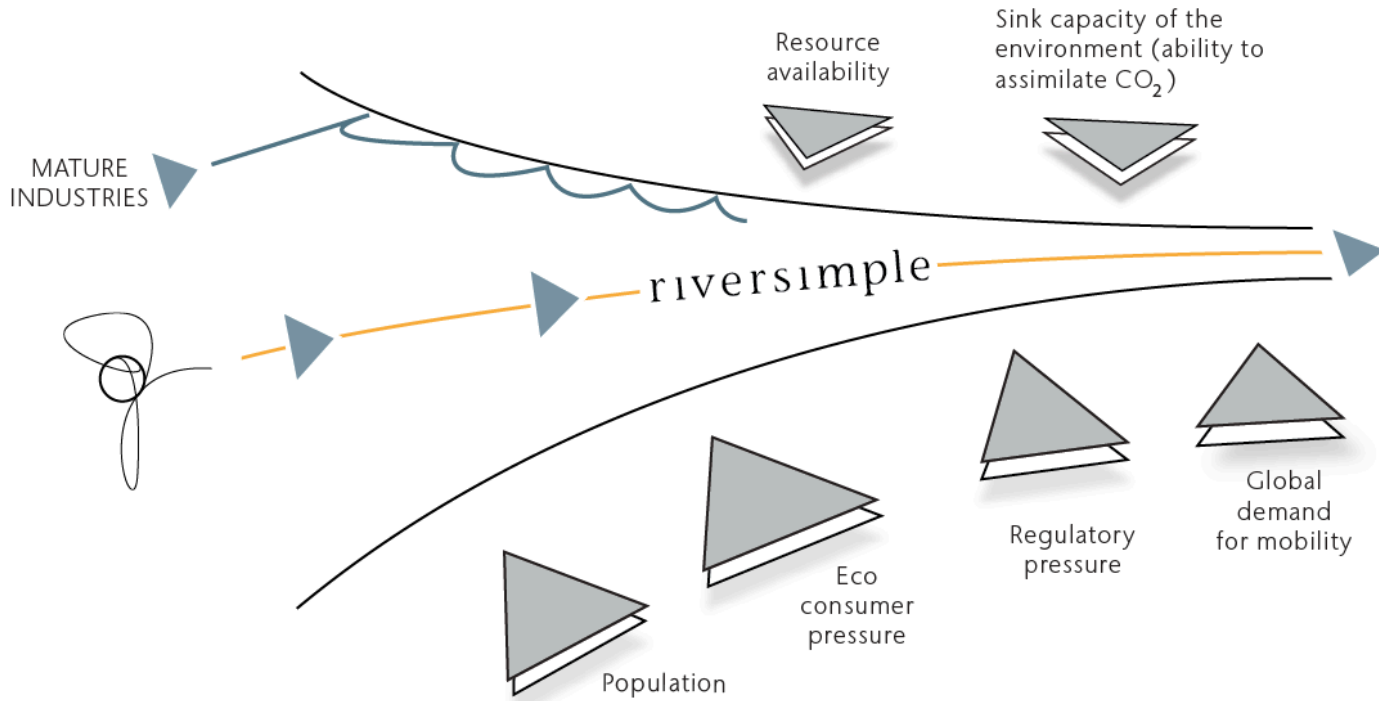 Resource
availability
Sink capacity of the
environment (ability to
assimilate CO₂)
MATURE
INDUSTRIES
riversimple
Population
Eco
consumer
pressure
Regulatory
pressure
Global
demand
for mobility